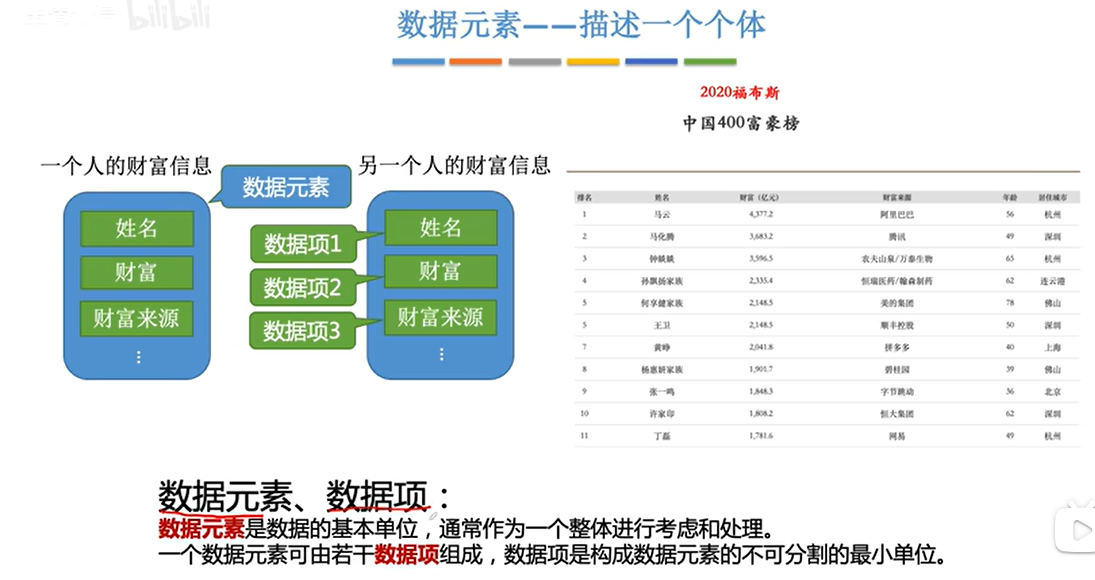 bilibili
数据元素——描述一个个体
2020福布斯
中国400富豪榜
一个人的财富信息
数据元素
姓名
财富
财富来源
⋮
另一个人的财富信息
数据项1
数据项2
数据项3
姓名
财富
财富来源
⋮
排名 姓名 财富（亿元） 财富来源 年龄 居住城市
1 马云 4,377.2 阿里巴巴 56 杭州
2 马化腾 3,683.2 腾讯 49 深圳
3 钟睒睒 3,596.5 农夫山泉/万泰生物 65 杭州
4 孙飘扬家族 2,335.4 恒瑞医药/翰森制药 62 连云港
5 何享健家族 2,148.5 美的集团 78 佛山
5 王卫 2,148.5 顺丰控股 50 深圳
7 黄峥 2,041.8 拼多多 40 上海
8 杨惠妍家族 1,901.7 碧桂园 39 佛山
9 张一鸣 1,848.3 字节跳动 36 北京
10 许家印 1,808.2 恒大集团 62 深圳
11 丁磊 1,781.6 网易 49 杭州
数据元素、数据项：
数据元素是数据的基本单位，通常作为一个整体进行考虑和处理。
一个数据元素可由若干数据项组成，数据项是构成数据元素的不可分割的最小单位。